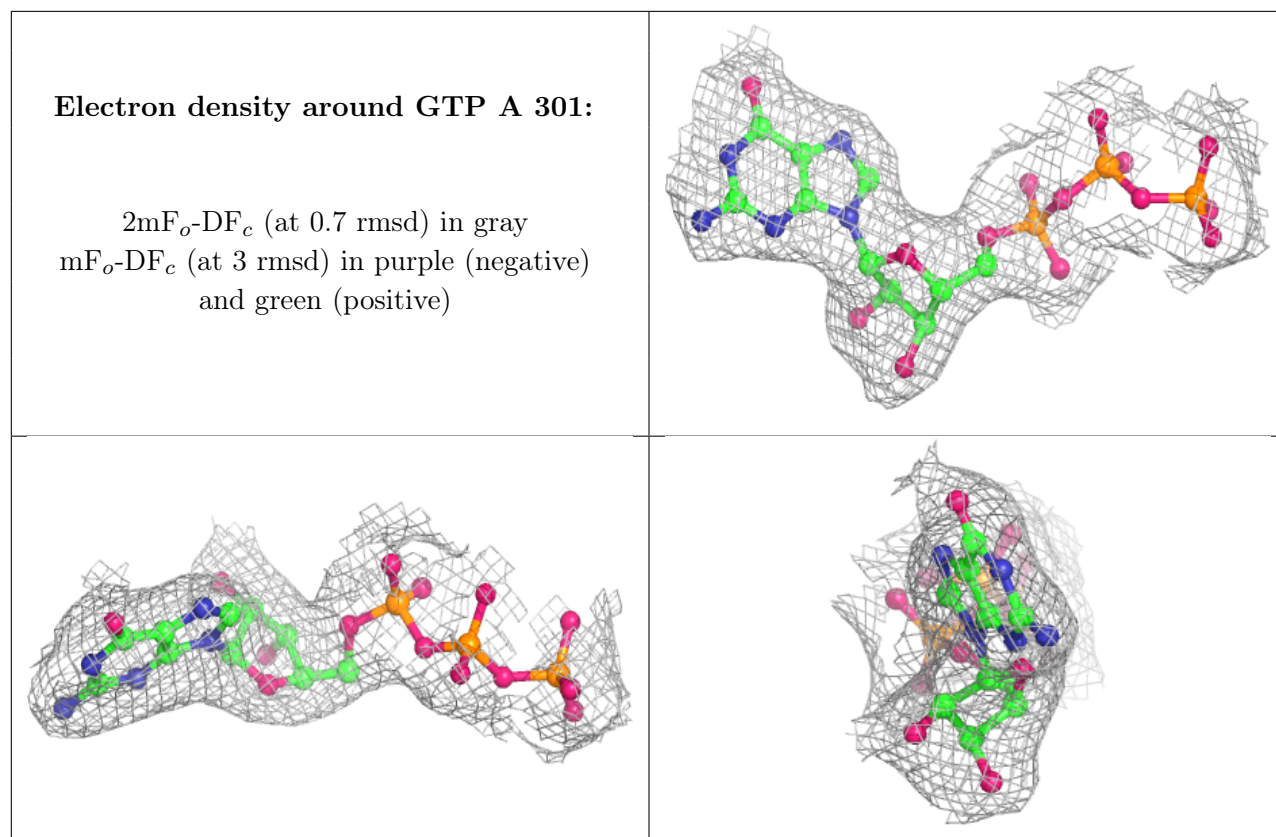 Electron density around GTP A 301:
2mFo-DFc (at 0.7 rmsd) in gray
mFo-DFc (at 3 rmsd) in purple (negative)
and green (positive)